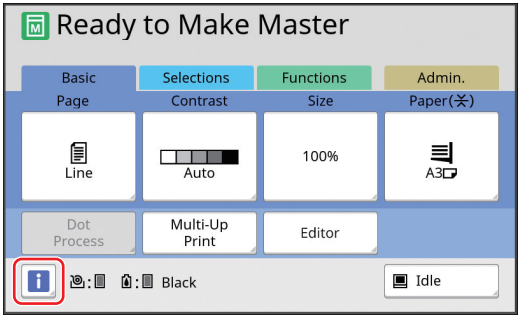 M Ready to Make Master
Basic Selections Functions Admin.
Page Contrast Size Paper(⚹)
Line Auto 100% A3
Dot Process Multi-Up Print Editor
i : : Black Idle